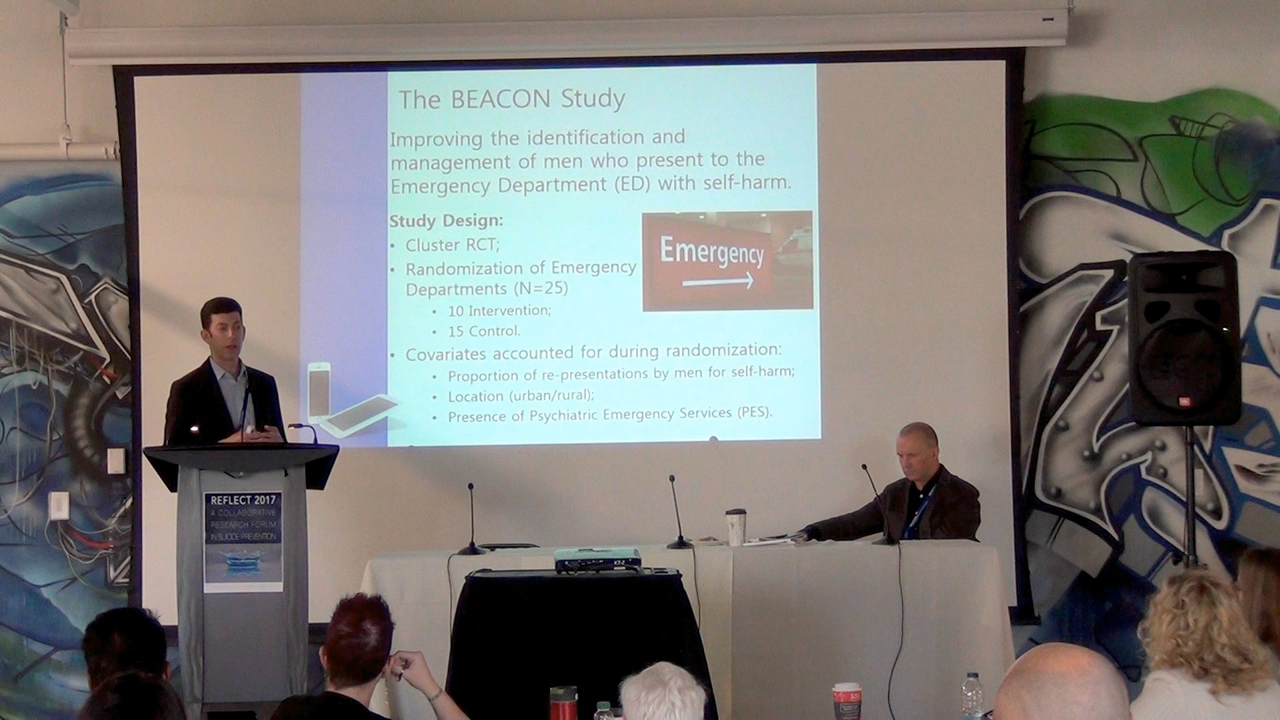 The BEACON Study
Improving the identification and
management of men who present to the
Emergency Department (ED) with self-harm.
Study Design:
• Cluster RCT;
• Randomization of Emergency
Departments (N=25)
• 10 Intervention;
• 15 Control.
• Covariates accounted for during randomization:
• Proportion of re-presentations by men for self-harm;
• Location (urban/rural);
• Presence of Psychiatric Emergency Services (PES).
Emergency
REFLECT 2017
A COLLABORATIVE
RESEARCH FORUM
IN SUICIDE PREVENTION
JBL